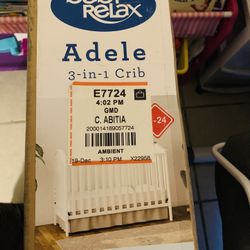 RELAX
Adele
3-in-1 Crib
E7724
4:02 PM
GMD
C. ABITIA
200014189057724
AMBIENT
19-Dec 3:10 PM X22958
-24